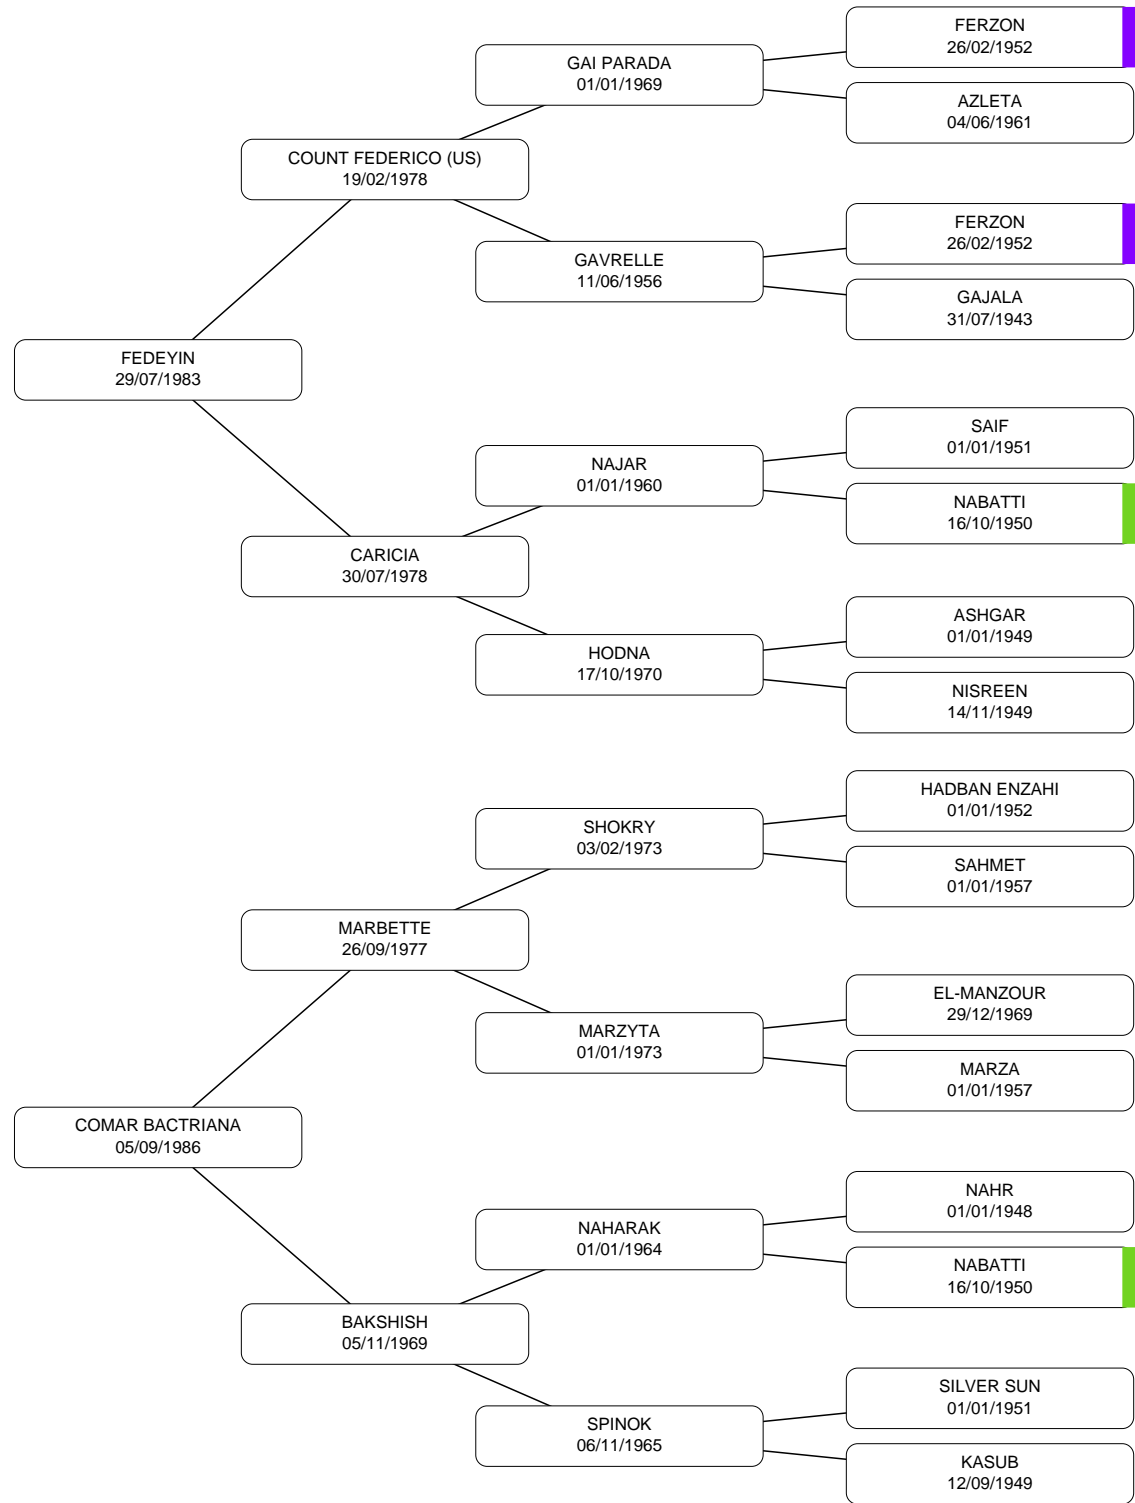 FERZON
26/02/1952
GAI PARADA
01/01/1969
AZLETA
04/06/1961
COUNT FEDERICO (US)
19/02/1978
FERZON
26/02/1952
GAVRELLE
11/06/1956
GAJALA
31/07/1943
FEDEYIN
29/07/1983
SAIF
01/01/1951
NAJAR
01/01/1960
NABATTI
16/10/1950
CARICIA
30/07/1978
ASHGAR
01/01/1949
HODNA
17/10/1970
NISREEN
14/11/1949
HADBAN ENZAHI
01/01/1952
SHOKRY
03/02/1973
SAHMET
01/01/1957
MARBETTE
26/09/1977
EL-MANZOUR
29/12/1969
MARZYTA
01/01/1973
MARZA
01/01/1957
COMAR BACTRIANA
05/09/1986
NAHR
01/01/1948
NAHARAK
01/01/1964
NABATTI
16/10/1950
BAKSHISH
05/11/1969
SILVER SUN
01/01/1951
SPINOK
06/11/1965
KASUB
12/09/1949